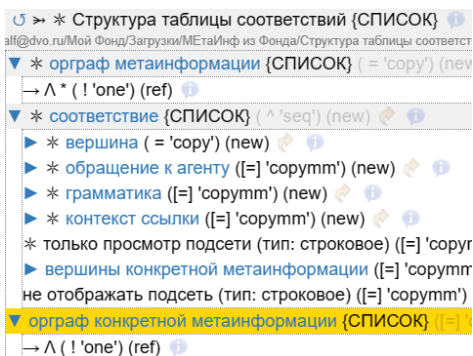 ↺ ➳ ✳ Структура таблицы соответствий {СПИСОК}
alf@dvo.ru/Мой Фонд/Загрузки/МЕтаИнф из Фонда/Структура таблицы соответст
▼ ✳ орграф метаинформации {СПИСОК} ( = 'copy') (new
→ Λ * ( ! 'one') (ref)
▼ ✳ соответствие {СПИСОК} ( ^ 'seq') (new)
▶ ✳ вершина ( = 'copy') (new)
▶ ✳ обращение к агенту ([=] 'copymm') (new)
▶ ✳ грамматика ([=] 'copymm') (new)
▶ ✳ контекст ссылки ([=] 'copymm') (new)
✳ только просмотр подсети (тип: строковое) ([=] 'copyr
▶ вершины конкретной метаинформации ([=] 'copymm
не отображать подсеть (тип: строковое) ([=] 'copymm')
▼ орграф конкретной метаинформации {СПИСОК} ([=] '
→ Λ ( ! 'one') (ref)